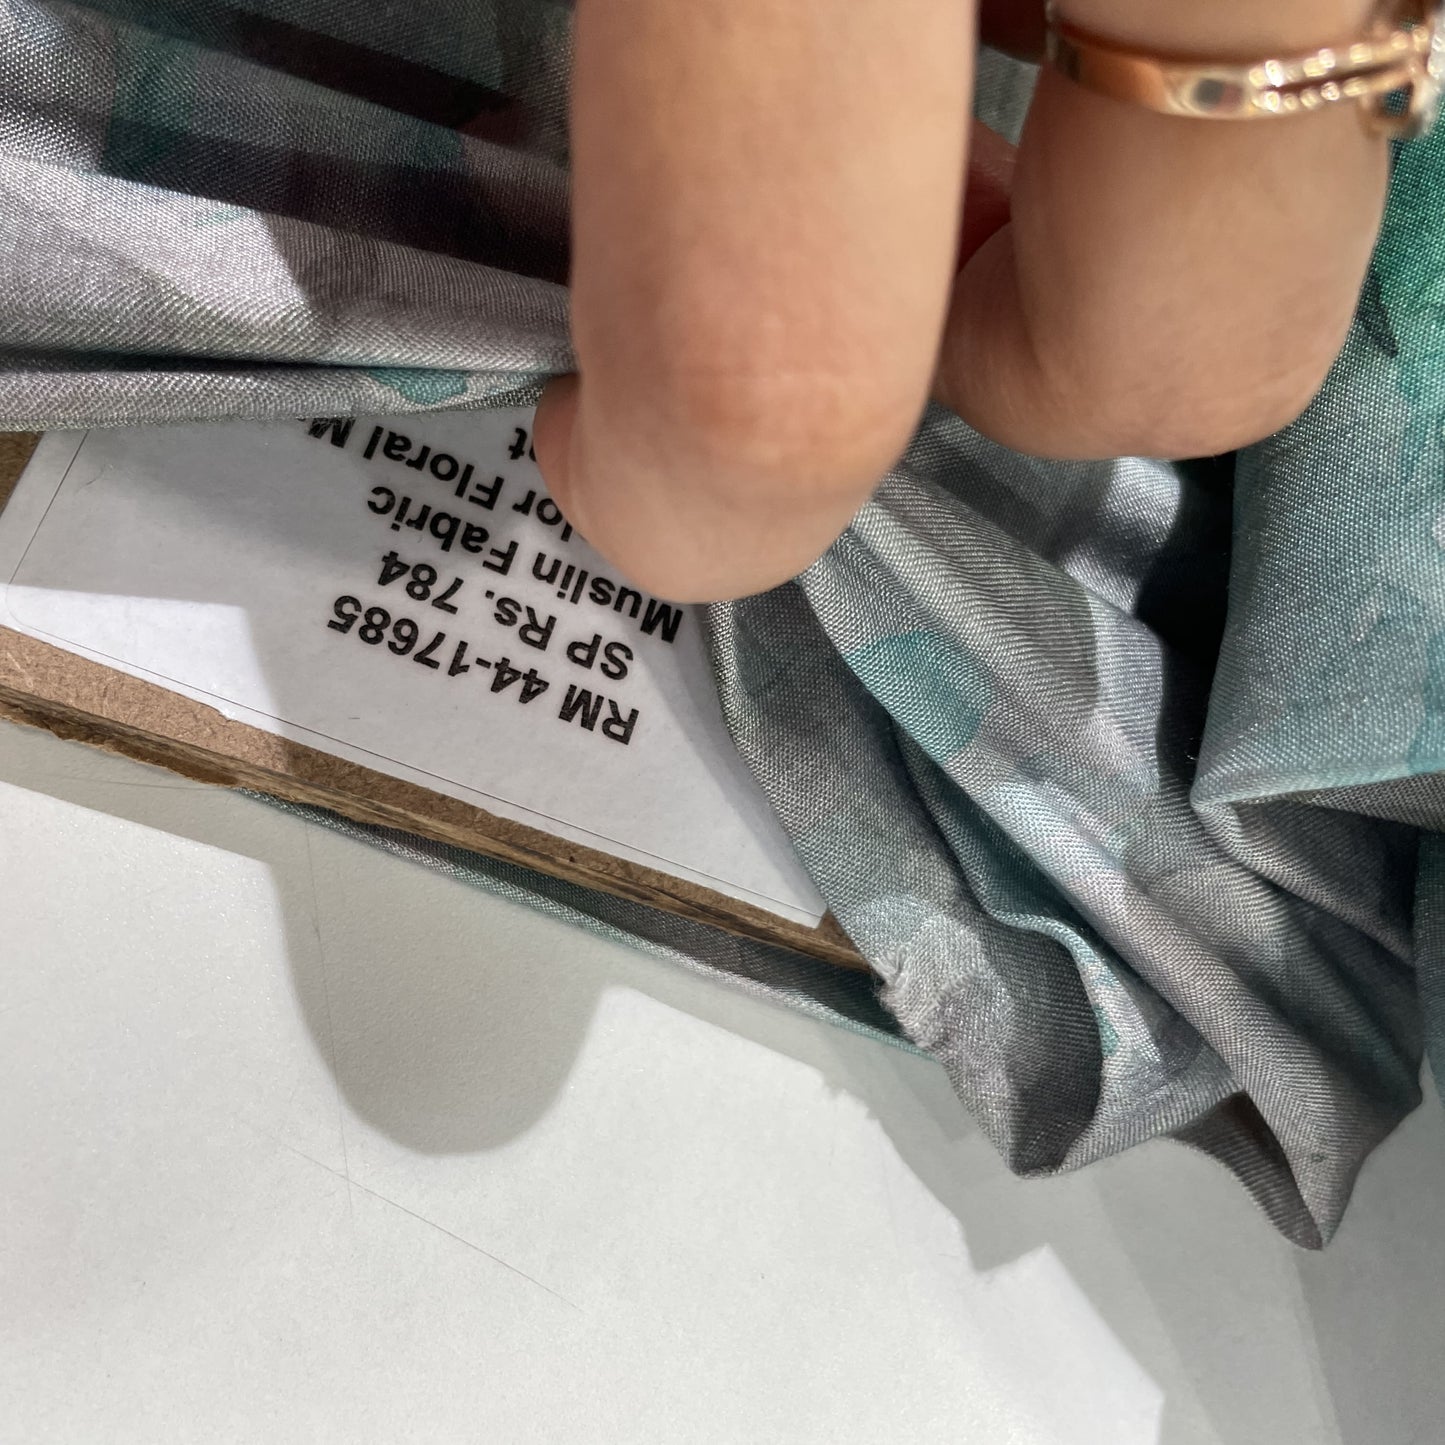 RM 44-17685
SP Rs. 784
Muslin Fabric
Floral